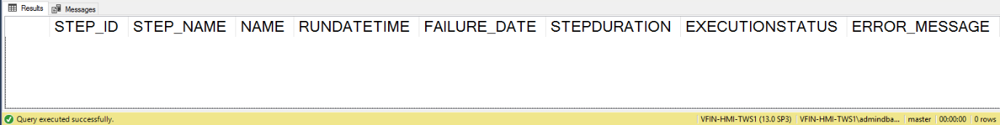 Results Messages
STEP_ID STEP_NAME NAME RUNDATETIME FAILURE_DATE STEPDURATION EXECUTIONSTATUS ERROR_MESSAGE
Query executed successfully. VFIN-HMI-TWS1 (13.0 SP3) VFIN-HMI-TWS1\admindba... master 00:00:00 0 rows